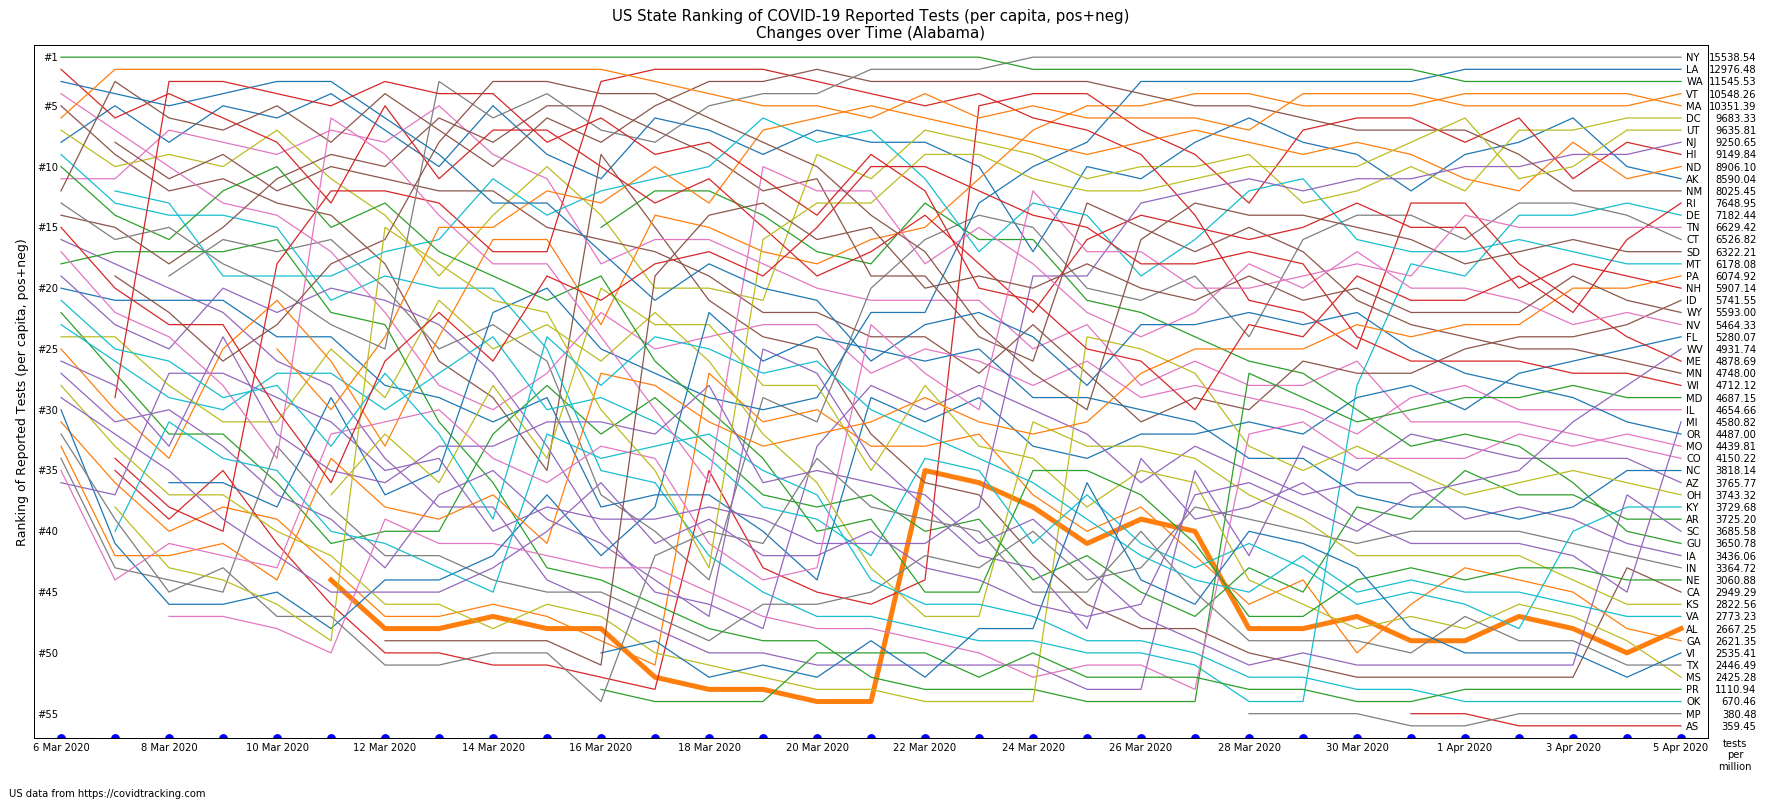 US State Ranking of COVID-19 Reported Tests (per capita, pos+neg)
Changes over Time (Alabama)
Ranking of Reported Tests (per capita, pos+neg)
#1
#5
#10
#15
#20
#25
#30
#35
#40
#45
#50
#55
NY 15538.54
LA 12976.48
WA 11545.53
VT 10548.26
MA 10351.39
DC 9683.33
UT 9635.81
NJ 9250.65
HI 9149.84
ND 8906.10
AK 8590.04
NM 8025.45
RI 7648.95
DE 7182.44
TN 6629.42
CT 6526.82
SD 6322.21
MT 6178.08
PA 6074.92
NH 5907.14
ID 5741.55
WY 5593.00
NV 5464.33
FL 5280.07
WV 4931.74
ME 4878.69
MN 4748.00
WI 4712.12
MD 4687.15
IL 4654.66
MI 4580.82
OR 4487.00
MO 4439.81
CO 4150.22
NC 3818.14
AZ 3765.77
OH 3743.32
KY 3729.68
AR 3725.20
SC 3685.58
GU 3650.78
IA 3436.06
IN 3364.72
NE 3060.88
CA 2949.29
KS 2822.56
VA 2773.23
AL 2667.25
GA 2621.35
VI 2535.41
TX 2446.49
MS 2425.28
PR 1110.94
OK 670.46
MP 380.48
AS 359.45
6 Mar 2020
8 Mar 2020
10 Mar 2020
12 Mar 2020
14 Mar 2020
16 Mar 2020
18 Mar 2020
20 Mar 2020
22 Mar 2020
24 Mar 2020
26 Mar 2020
28 Mar 2020
30 Mar 2020
1 Apr 2020
3 Apr 2020
5 Apr 2020
tests
per
million
US data from https://covidtracking.com